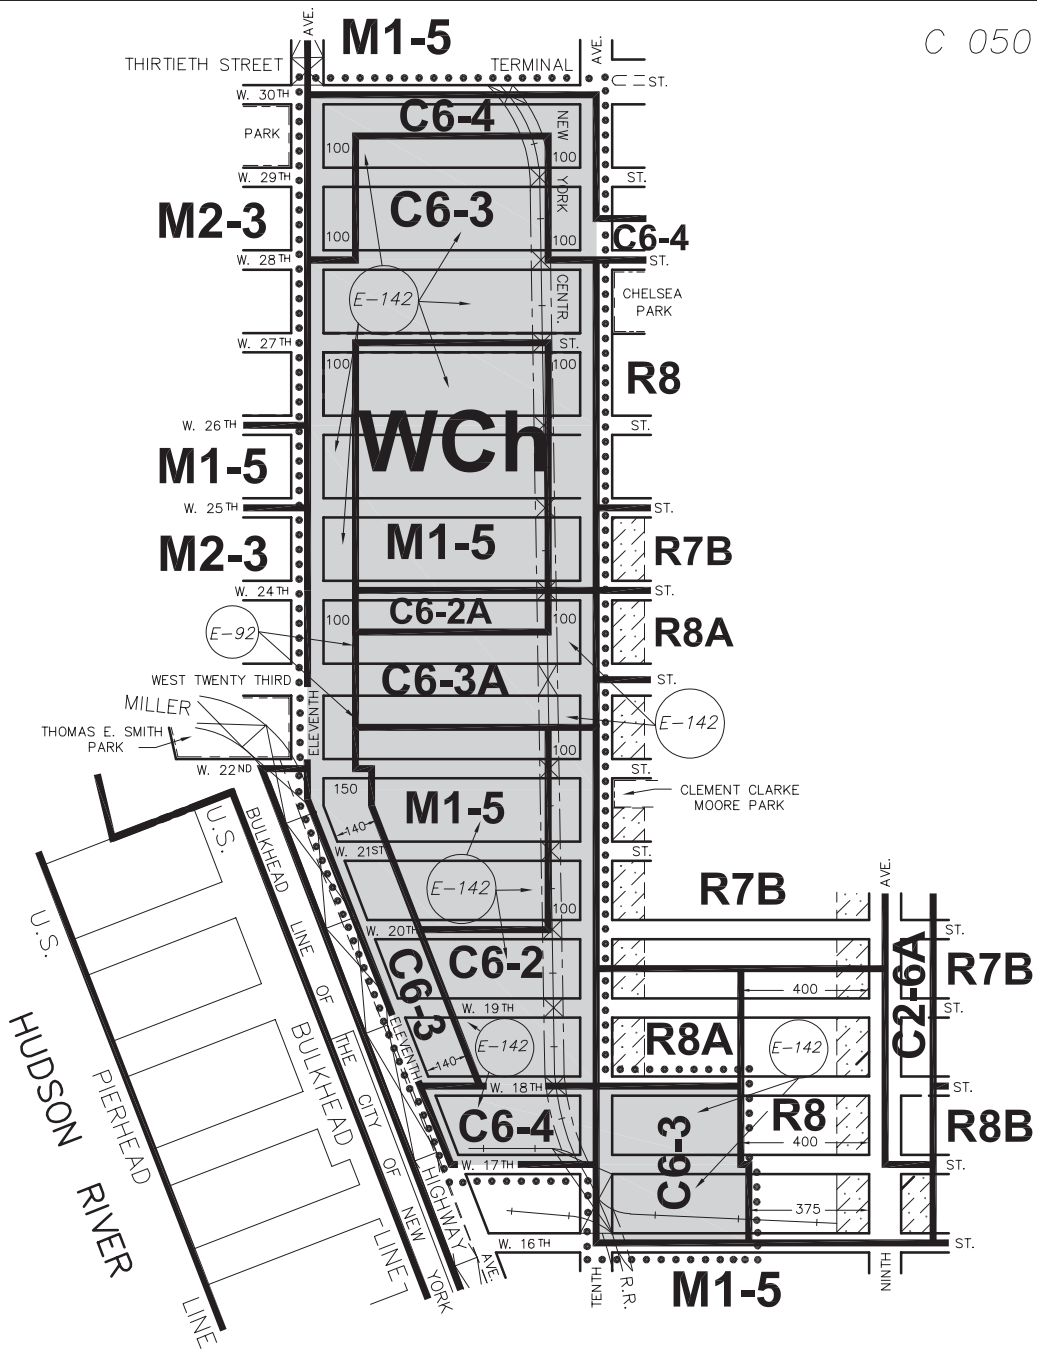 C 050
AVE.
M1-5
AVE.
THIRTIETH STREET
TERMINAL
ST.
W. 30TH
C6-4
NEW
PARK
100
100
W. 29TH
YORK
ST.
M2-3
C6-3
100
100
C6-4
W. 28TH
ST.
E-142
CENTR.
CHELSEA
PARK
W. 27TH
ST.
100
100
R8
W. 26TH
WCh
ST.
M1-5
W. 25TH
ST.
M2-3
M1-5
R7B
W. 24TH
ST.
C6-2A
100
100
E-92
R8A
WEST TWENTY THIRD
C6-3A
ST.
MILLER
ELEVENTH
E-142
THOMAS E. SMITH
PARK
100
W. 22ND
ST.
150
M1-5
CLEMENT CLARKE
MOORE PARK
140
U.S.
BULKHEAD
LINE
OF
THE
CITY
OF
NEW
YORK
W. 21ST
ST.
AVE.
E-142
R7B
100
U.S.
W. 20TH
ST.
C6-3
C6-2
C2-6A
R7B
400
W. 19TH
ST.
HUDSON
RIVER
PIERHEAD
LINE
BULKHEAD
LINE
ELEVENTH
E-142
R8A
E-142
140
W. 18TH
ST.
C6-4
C6-3
R8
R8B
400
W. 17TH
ST.
HIGHWAY
375
W. 16TH
ST.
AVE.
TENTH
R.R.
M1-5
NINTH